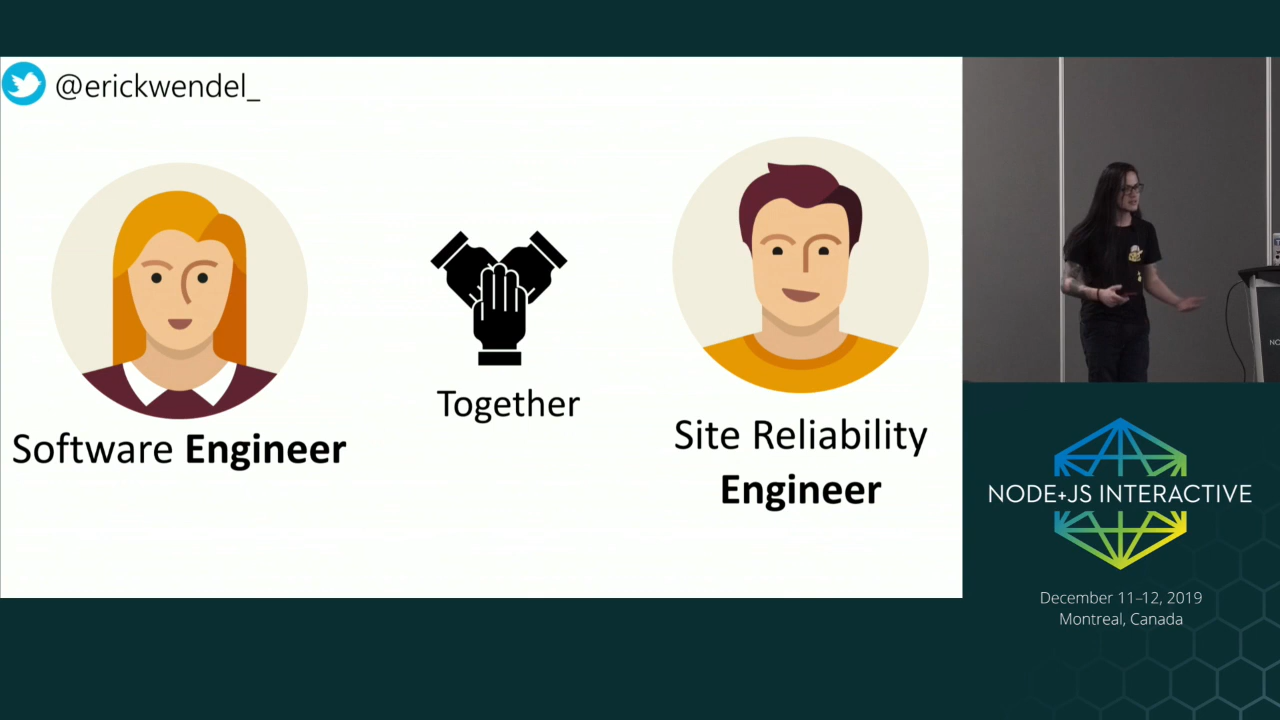 @erickwendel_
Together
Software Engineer
Site Reliability
Engineer
NODE+JS INTERACTIVE
December 11–12, 2019
Montreal, Canada